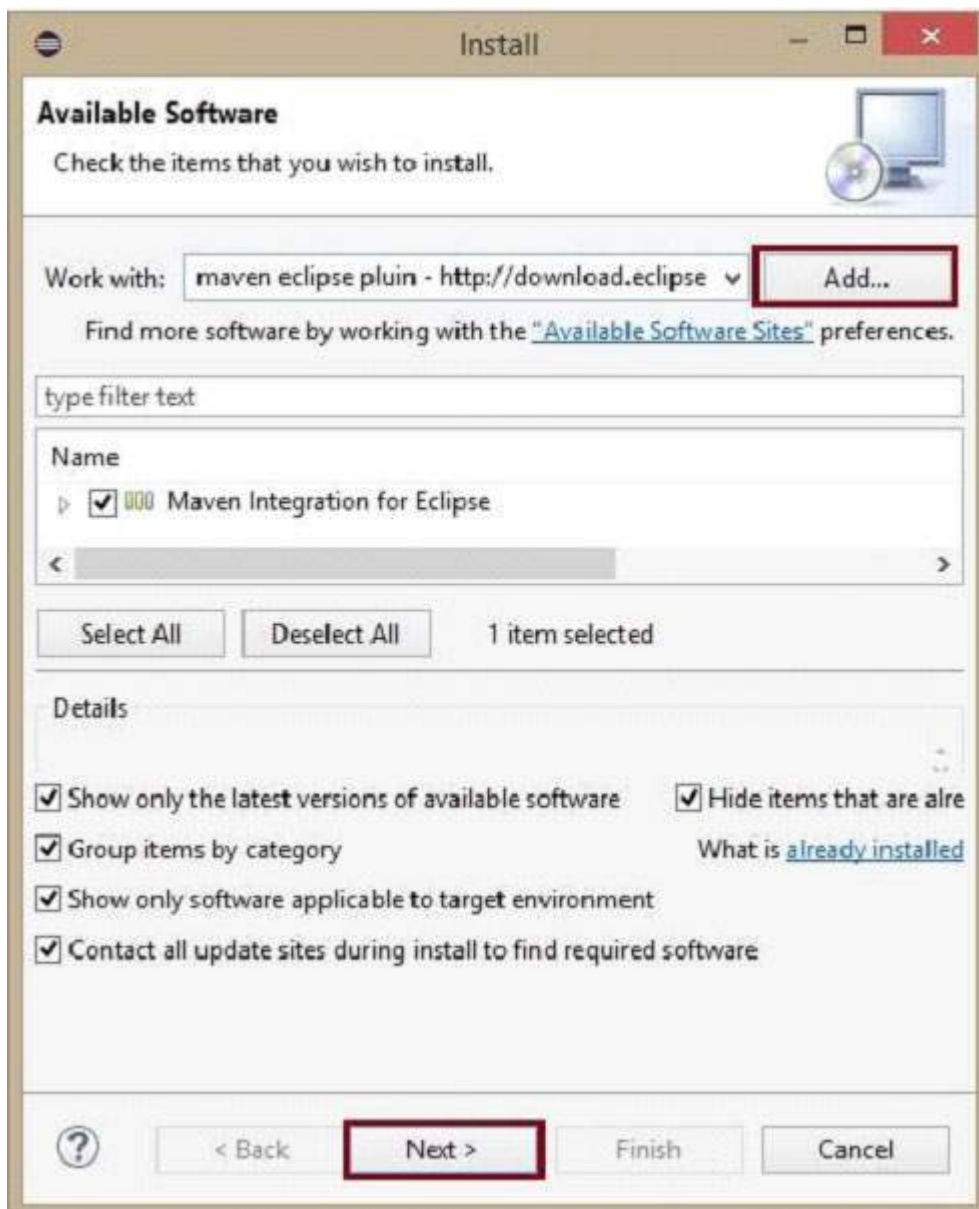 Install
Available Software
Check the items that you wish to install.
Work with: maven eclipse pluin - http://download.eclipse Add...
Find more software by working with the "Available Software Sites" preferences.
type filter text
Name
Maven Integration for Eclipse
Select All Deselect All 1 item selected
Details
Show only the latest versions of available software Hide items that are alre
Group items by category What is already installed
Show only software applicable to target environment
Contact all update sites during install to find required software
? < Back Next > Finish Cancel